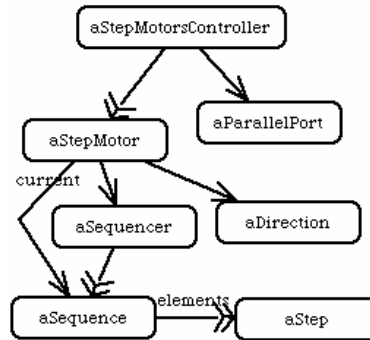 aStepMotorsController
aParallelPort
aStepMotor
current
aSequencer
aDirection
elements
aSequence
aStep